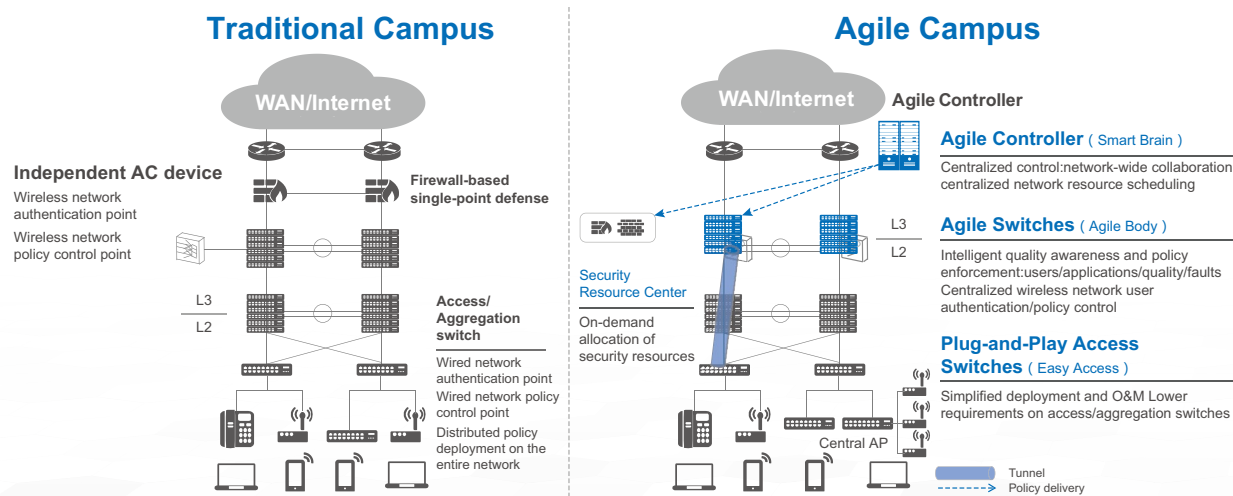 Traditional Campus
WAN/Internet
Independent AC device
Wireless network
authentication point
Wireless network
policy control point
Firewall-based
single-point defense
L3
L2
Access/
Aggregation
switch
Wired network
authentication point
Wired network policy
control point
Distributed policy
deployment on the
entire network
Agile Campus
WAN/Internet
Agile Controller
Agile Controller ( Smart Brain )
Centralized control:network-wide collaboration
centralized network resource scheduling
L3
L2
Agile Switches ( Agile Body )
Intelligent quality awareness and policy
enforcement:users/applications/quality/faults
Centralized wireless network user
authentication/policy control
Security
Resource Center
On-demand
allocation of
security resources
Plug-and-Play Access
Switches ( Easy Access )
Simplified deployment and O&M Lower
requirements on access/aggregation switches
Central AP
Tunnel
Policy delivery